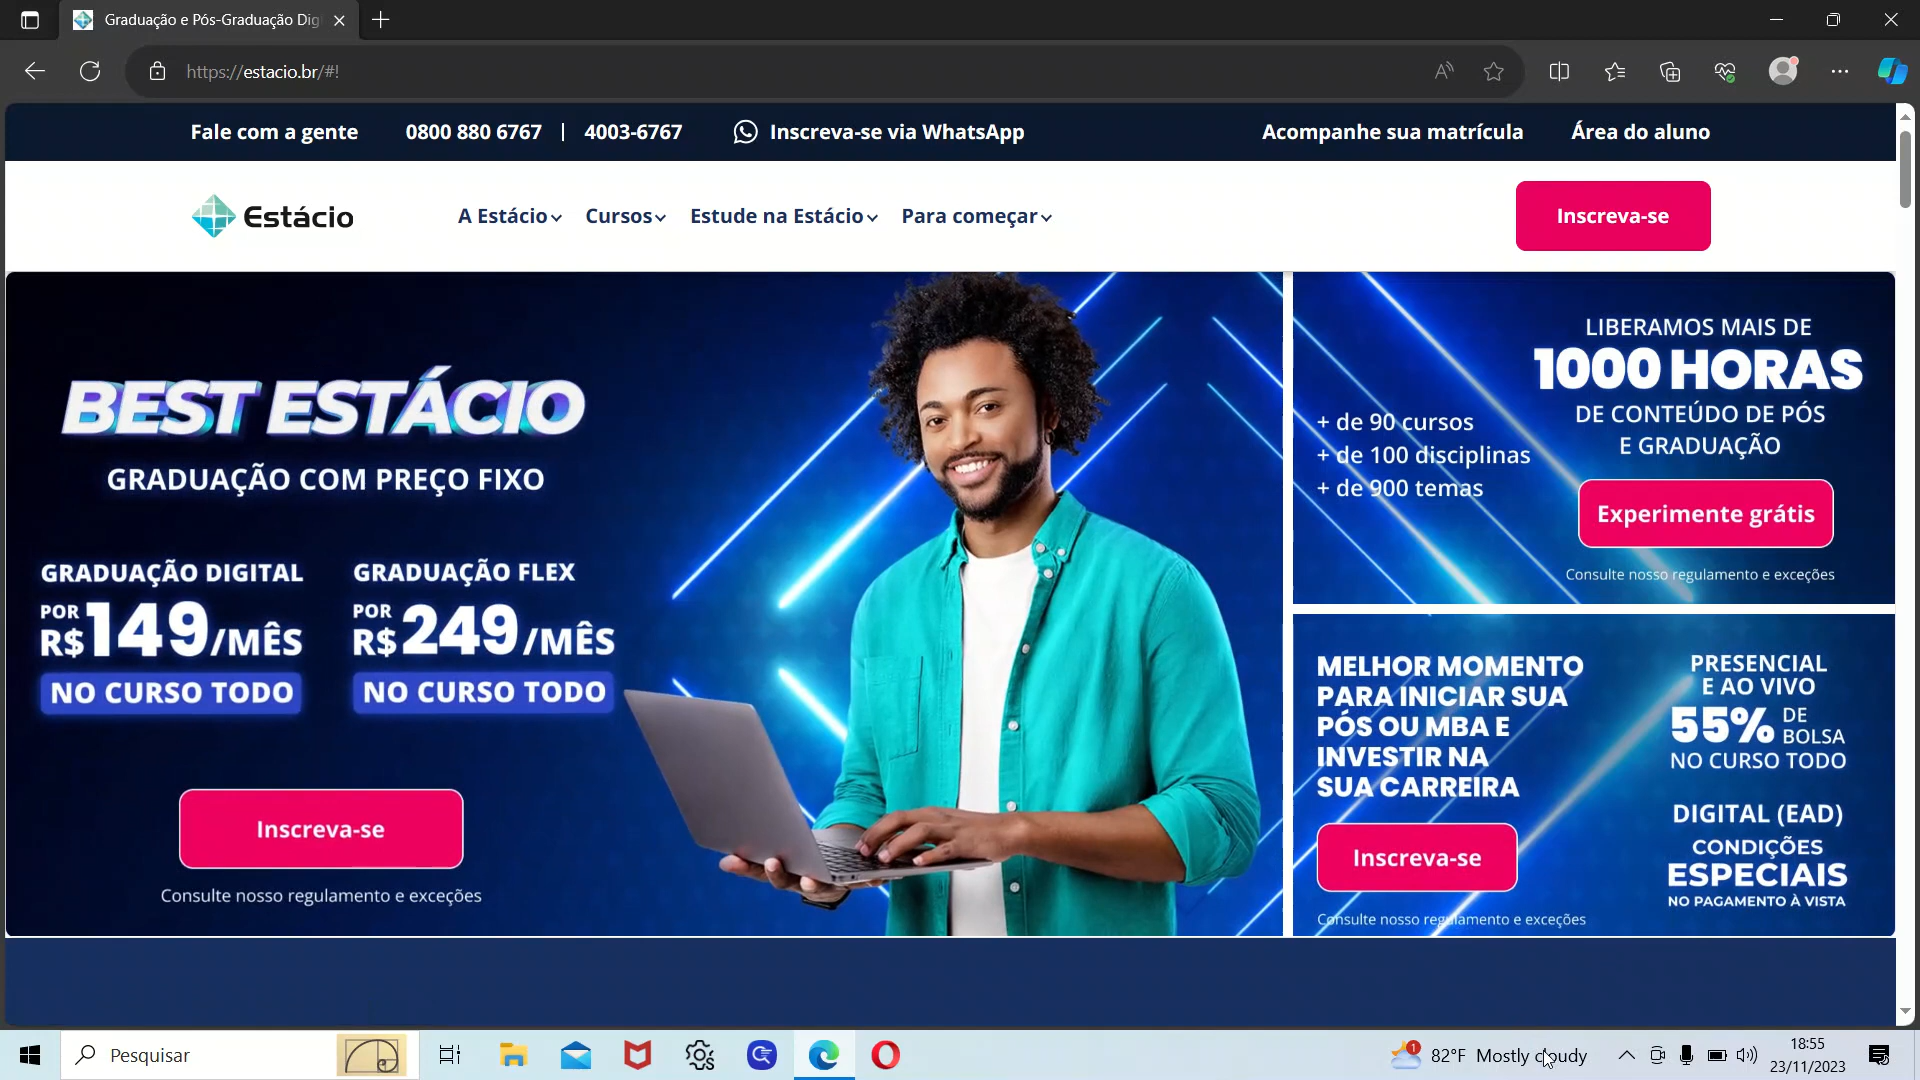 Graduação e Pós-Graduação Dig
https://estacio.br/#!
Fale com a gente
0800 880 6767 | 4003-6767
Inscreva-se via WhatsApp
Acompanhe sua matrícula
Área do aluno
Estácio
A Estácio
Cursos
Estude na Estácio
Para começar
Inscreva-se
BEST ESTÁCIO
GRADUAÇÃO COM PREÇO FIXO
GRADUAÇÃO DIGITAL
POR
R$149/MÊS
NO CURSO TODO
GRADUAÇÃO FLEX
POR
R$249/MÊS
NO CURSO TODO
Inscreva-se
Consulte nosso regulamento e exceções
LIBERAMOS MAIS DE
1000 HORAS
DE CONTEÚDO DE PÓS
E GRADUAÇÃO
+ de 90 cursos
+ de 100 disciplinas
+ de 900 temas
Experimente grátis
Consulte nosso regulamento e exceções
MELHOR MOMENTO
PARA INICIAR SUA
PÓS OU MBA E
INVESTIR NA
SUA CARREIRA
Inscreva-se
Consulte nosso regulamento e exceções
PRESENCIAL
E AO VIVO
55% DE
BOLSA
NO CURSO TODO
DIGITAL (EAD)
CONDIÇÕES
ESPECIAIS
NO PAGAMENTO À VISTA
Pesquisar
1
82°F Mostly cloudy
18:55
23/11/2023